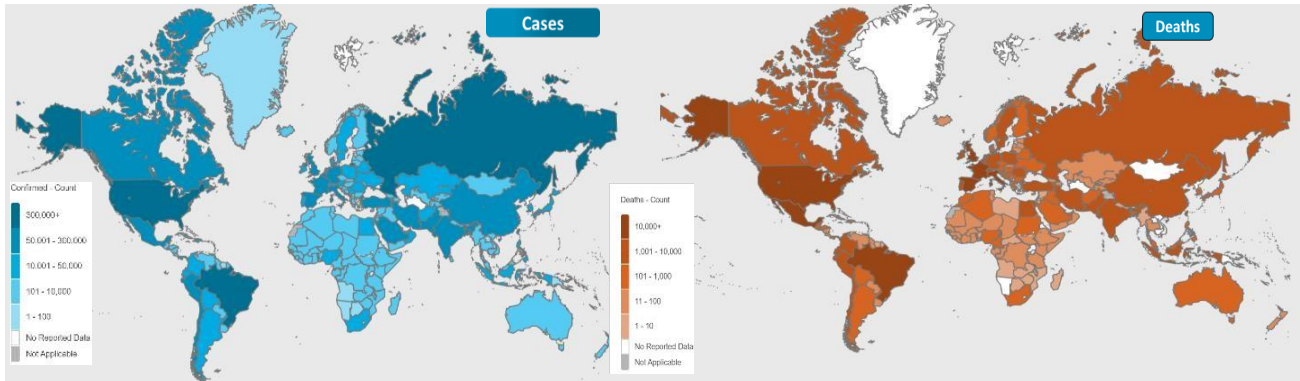 Cases
Confirmed - Count
300,000+
50.001 - 300.000
10.001 - 50,000
101 - 10,000
1 - 100
No Reported Data
Not Applicable
Deaths
Deaths - Count
10,000+
1,001 - 10,000
101 - 1,000
11 - 100
1 - 10
No Reported Data
Not Applicable